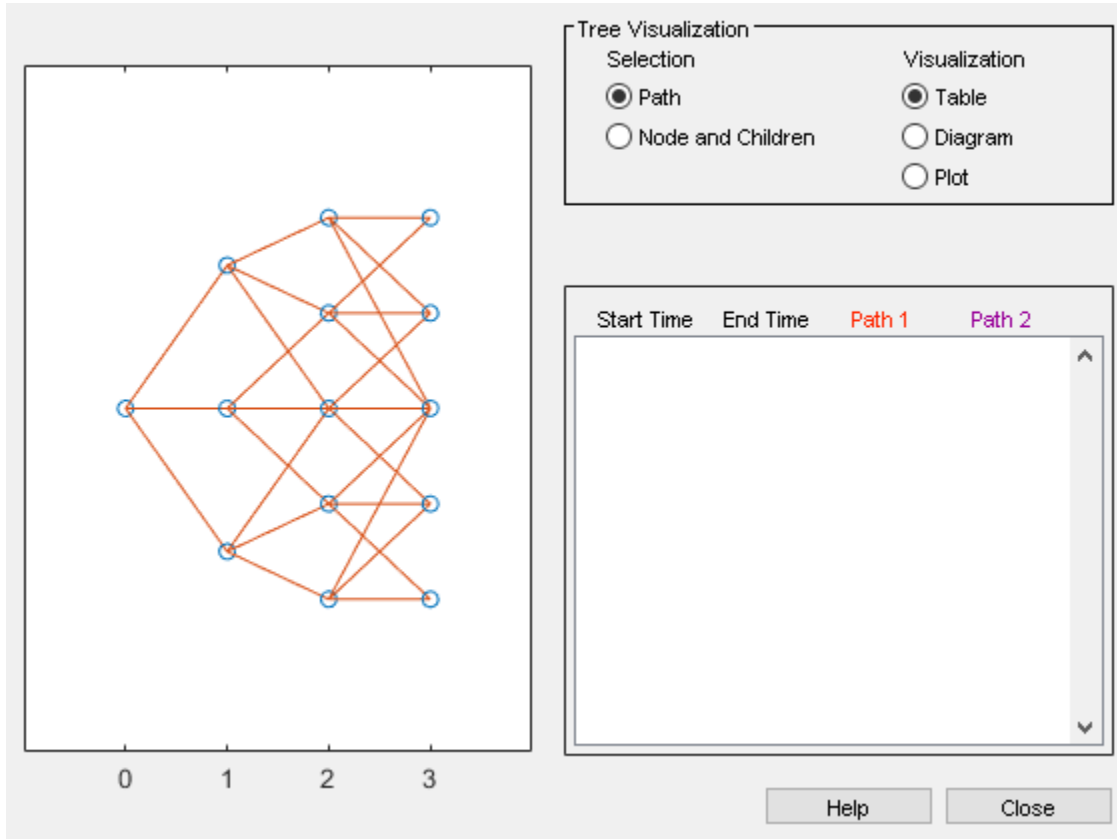 Tree Visualization
Selection
Visualization
Path
Table
Node and Children
Diagram
Plot
Start Time End Time Path 1 Path 2
0 1 2 3
Help
Close